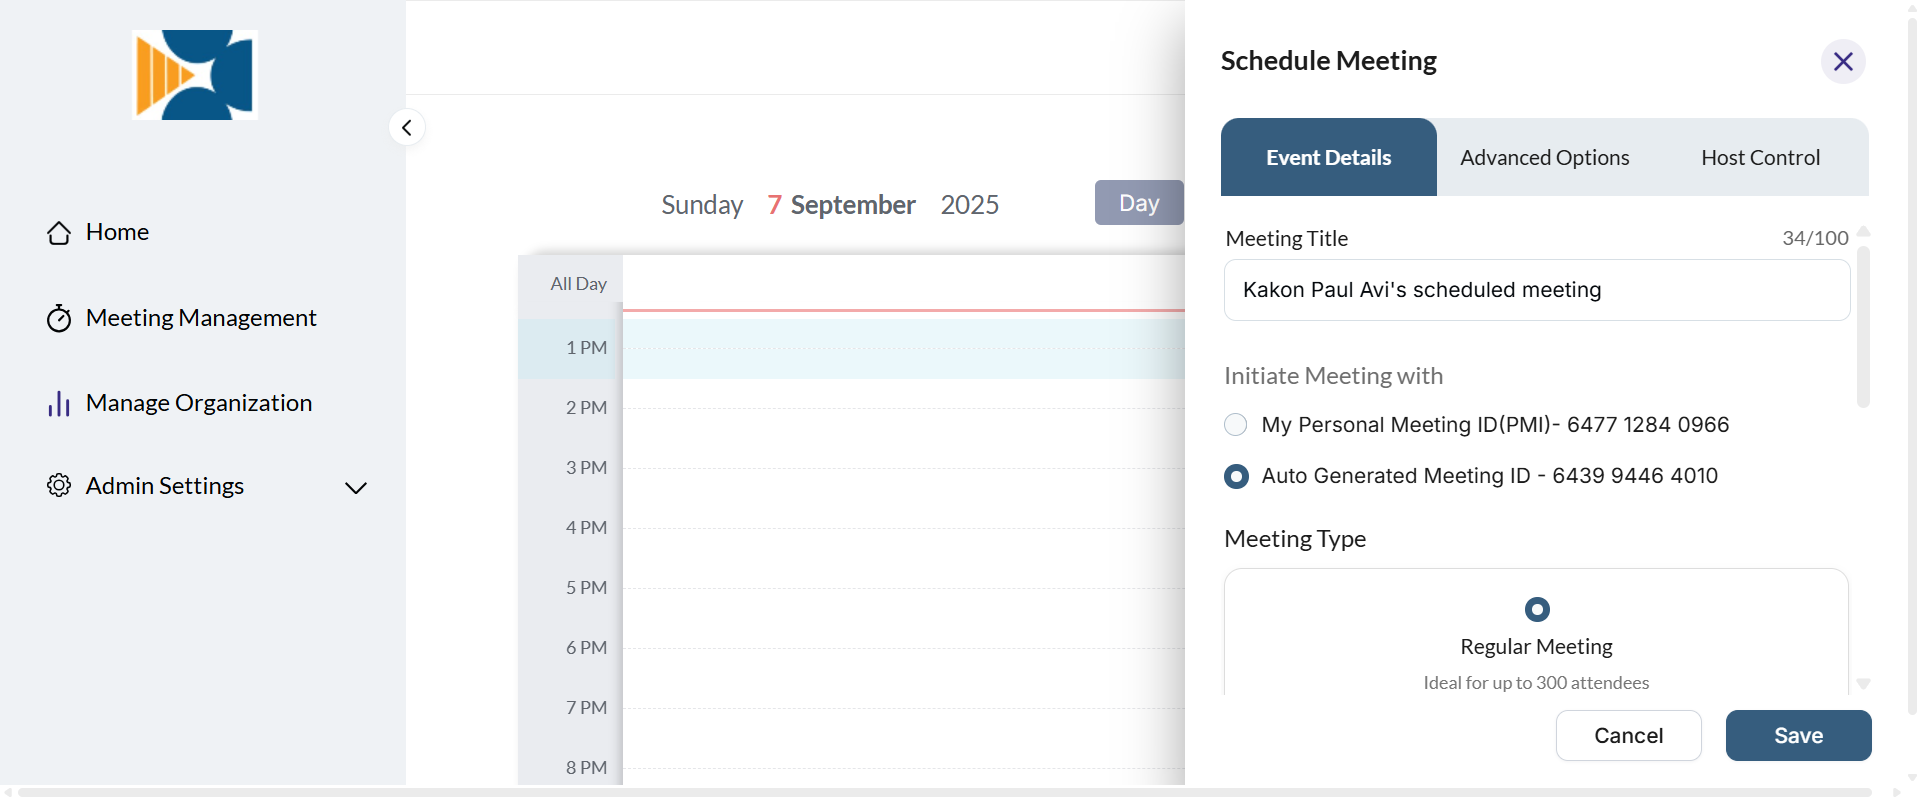 Home
Meeting Management
Manage Organization
Admin Settings
Sunday 7 September 2025
Day
All Day
1 PM
2 PM
3 PM
4 PM
5 PM
6 PM
7 PM
8 PM
Schedule Meeting
Event Details Advanced Options Host Control
Meeting Title 34/100
Kakon Paul Avi's scheduled meeting
Initiate Meeting with
My Personal Meeting ID(PMI)- 6477 1284 0966
Auto Generated Meeting ID - 6439 9446 4010
Meeting Type
Regular Meeting
Ideal for up to 300 attendees
Cancel Save